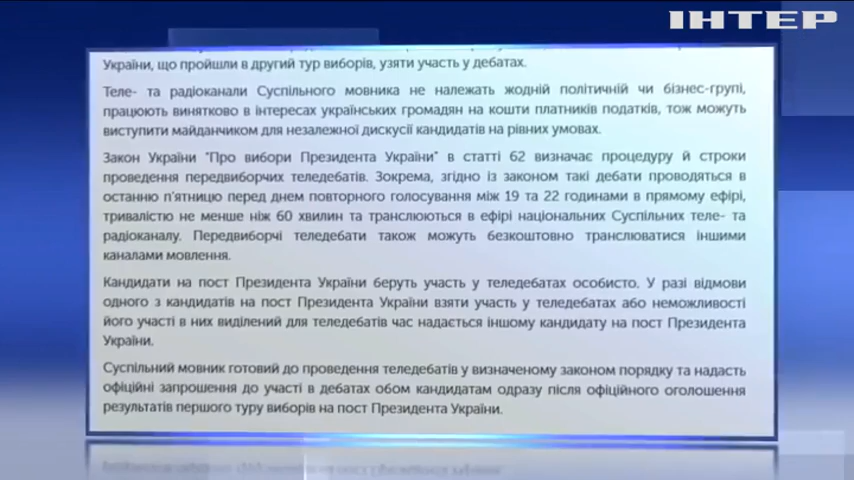 ІНТЕР
України, що пройшли в другий тур виборів, узяти участь у дебатах.
Теле- та радіоканали Суспільного мовника не належать жодній політичній чи бізнес-групі,
працюють винятково в інтересах українських громадян на кошти платників податків, тож можуть
виступити майданчиком для незалежної дискусії кандидатів на рівних умовах.
Закон України "Про вибори Президента України" в статті 62 визначає процедуру й строки
проведення передвиборчих теледебатів. Зокрема, згідно із законом такі дебати проводяться в
останню п'ятницю перед днем повторного голосування між 19 та 22 годинами в прямому ефірі,
тривалістю не менше ніж 60 хвилин та транслюються в ефірі національних Суспільних теле- та
радіоканалу. Передвиборчі теледебати також можуть безкоштовно транслюватися іншими
каналами мовлення.
Кандидати на пост Президента України беруть участь у теледебатах особисто. У разі відмови
одного з кандидатів на пост Президента України взяти участь у теледебатах або неможливості
його участі в них виділений для теледебатів час надається іншому кандидату на пост Президента
України.
Суспільний мовник готовий до проведення теледебатів у визначеному законом порядку та надасть
офіційні запрошення до участі в дебатах обом кандидатам одразу після офіційного оголошення
результатів першого туру виборів на пост Президента України.